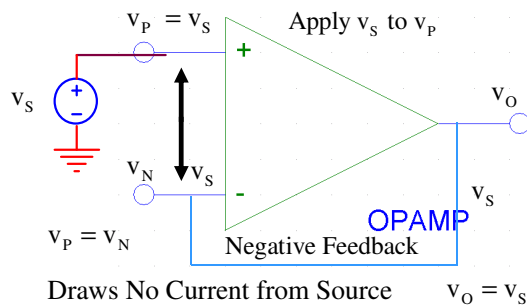 v_P = v_S
Apply v_S to v_P
+
v_S
+
-
v_O
v_N
v_S
-
v_S
OPAMP
v_P = v_N
Negative Feedback
Draws No Current from Source
v_O = v_S